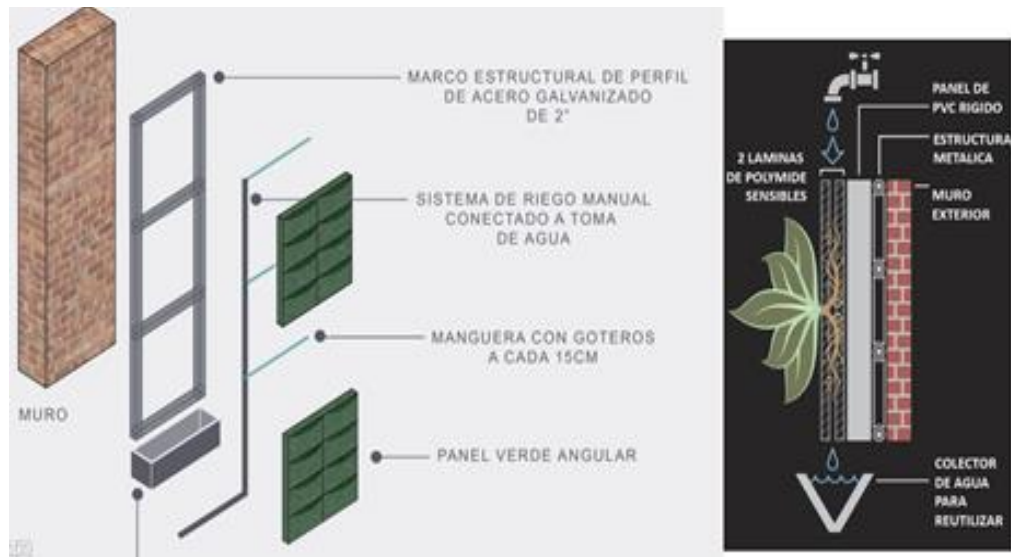 MARCO ESTRUCTURAL DE PERFIL
DE ACERO GALVANIZADO
DE 2"
SISTEMA DE RIEGO MANUAL
CONECTADO A TOMA
DE AGUA
MANGUERA CON GOTEROS
A CADA 15CM
MURO
PANEL VERDE ANGULAR
PANEL DE
PVC RIGIDO
ESTRUCTURA
METALICA
2 LAMINAS
DE POLYMIDE
SENSIBLES
MURO
EXTERIOR
COLECTOR
DE AGUA
PARA
REUTILIZAR